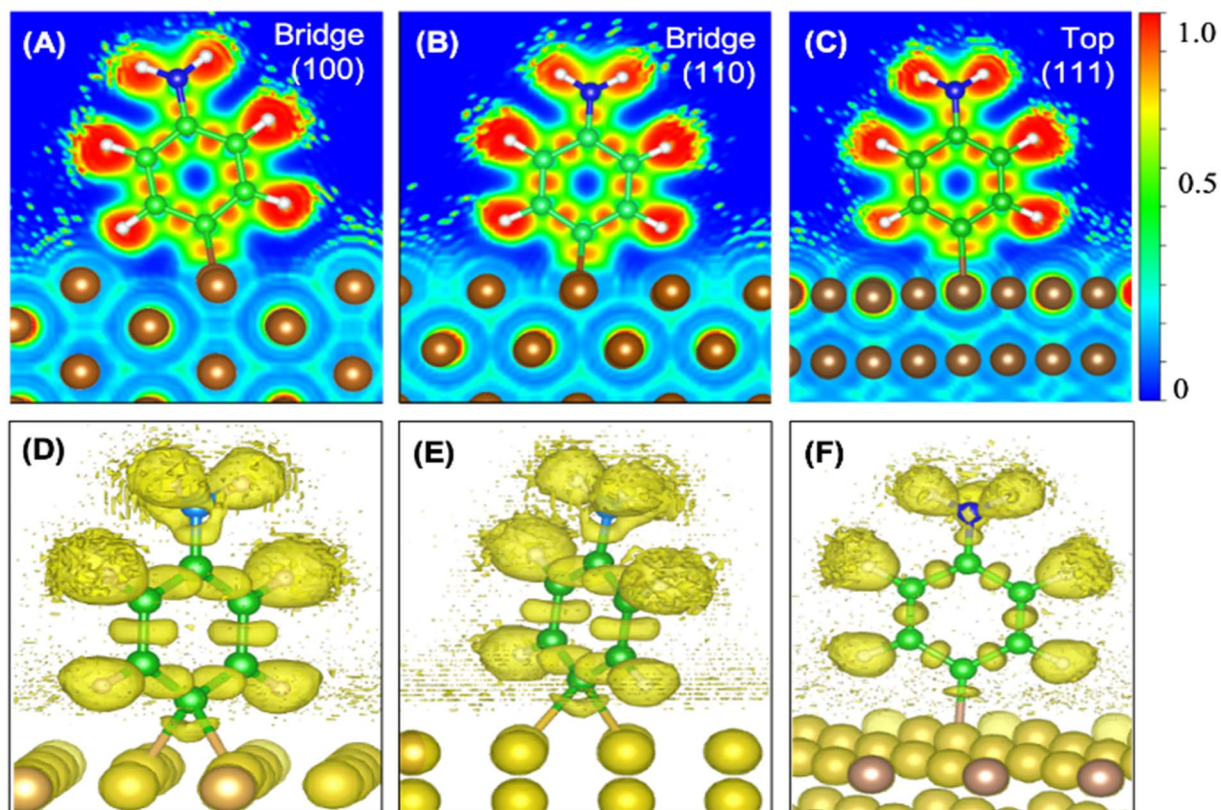 (A)
Bridge
(100)
(B)
Bridge
(110)
(C)
Top
(111)
1.0
0.5
0
(D)
(E)
(F)